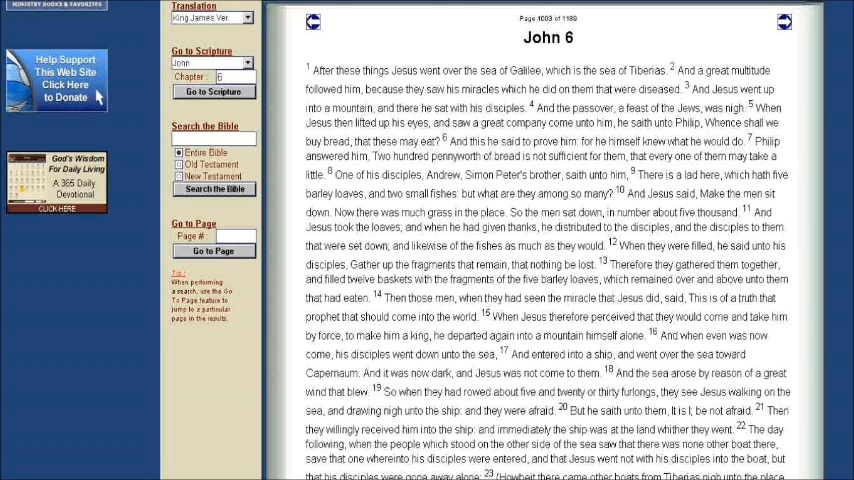 MINISTRY BOOKS & FAVORITES
Help Support
This Web Site
Click Here
to Donate
God's Wisdom
For Daily Living
A 365 Daily
Devotional
CLICK HERE
Translation
King James Ver
Go to Scripture
John
Chapter : 6
Go to Scripture
Search the Bible
Entire Bible
Old Testament
New Testament
Search the Bible
Go to Page
Page # :
Go to Page
Tip :
When performing
a search, use the Go
To Page feature to
jump to a particular
page in the results.
Page 1003 of 1189
John 6
1 After these things Jesus went over the sea of Galilee, which is the sea of Tiberias. 2 And a great multitude
followed him, because they saw his miracles which he did on them that were diseased. 3 And Jesus went up
into a mountain, and there he sat with his disciples. 4 And the passover, a feast of the Jews, was nigh. 5 When
Jesus then lifted up his eyes, and saw a great company come unto him, he saith unto Philip, Whence shall we
buy bread, that these may eat? 6 And this he said to prove him: for he himself knew what he would do. 7 Philip
answered him, Two hundred pennyworth of bread is not sufficient for them, that every one of them may take a
little. 8 One of his disciples, Andrew, Simon Peter's brother, saith unto him, 9 There is a lad here, which hath five
barley loaves, and two small fishes: but what are they among so many? 10 And Jesus said, Make the men sit
down. Now there was much grass in the place. So the men sat down, in number about five thousand. 11 And
Jesus took the loaves; and when he had given thanks, he distributed to the disciples, and the disciples to them
that were set down; and likewise of the fishes as much as they would. 12 When they were filled, he said unto his
disciples, Gather up the fragments that remain, that nothing be lost. 13 Therefore they gathered them together,
and filled twelve baskets with the fragments of the five barley loaves, which remained over and above unto them
that had eaten. 14 Then those men, when they had seen the miracle that Jesus did, said, This is of a truth that
prophet that should come into the world. 15 When Jesus therefore perceived that they would come and take him
by force, to make him a king, he departed again into a mountain himself alone. 16 And when even was now
come, his disciples went down unto the sea, 17 And entered into a ship, and went over the sea toward
Capernaum. And it was now dark, and Jesus was not come to them. 18 And the sea arose by reason of a great
wind that blew. 19 So when they had rowed about five and twenty or thirty furlongs, they see Jesus walking on the
sea, and drawing nigh unto the ship: and they were afraid. 20 But he saith unto them, It is I; be not afraid. 21 Then
they willingly received him into the ship: and immediately the ship was at the land whither they went. 22 The day
following, when the people which stood on the other side of the sea saw that there was none other boat there,
save that one whereinto his disciples were entered, and that Jesus went not with his disciples into the boat, but
that his disciples were gone away alone; 23 (Howbeit there came other boats from Tiberias nigh unto the place